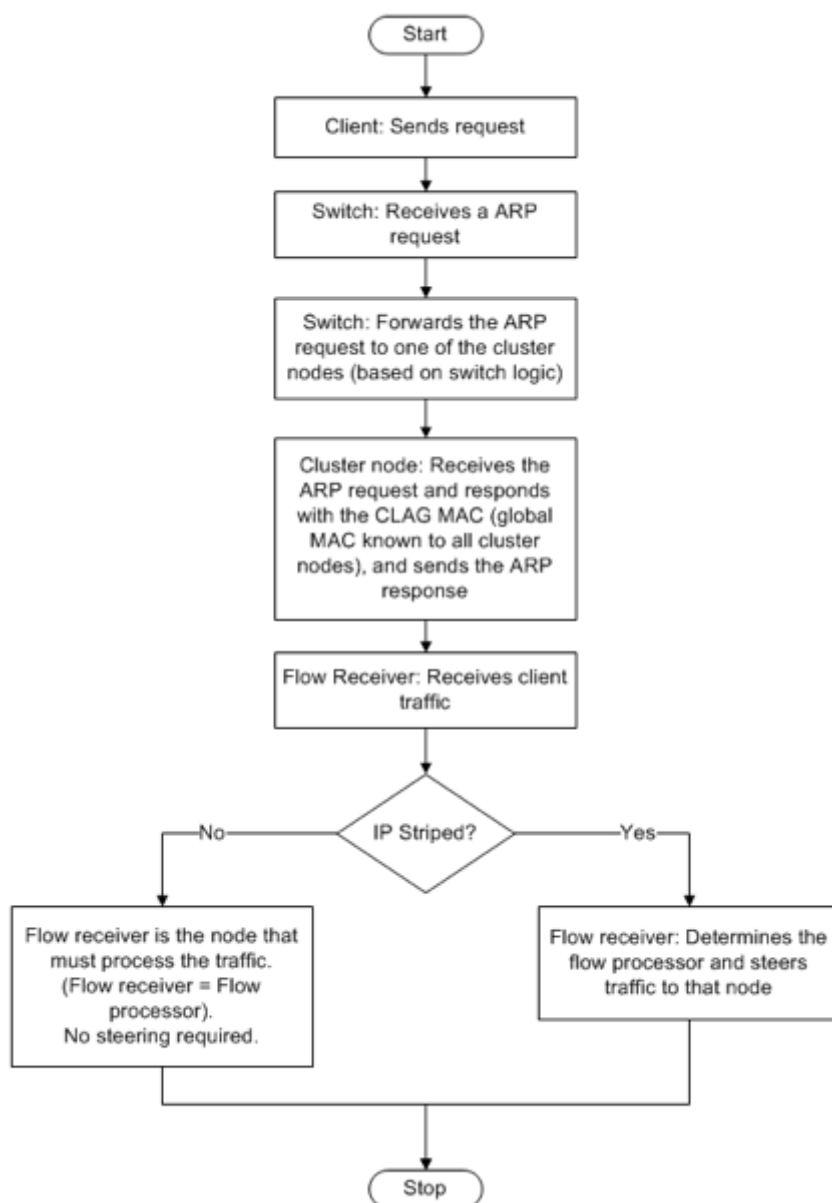 Start
Client: Sends request
Switch: Receives a ARP
request
Switch: Forwards the ARP
request to one of the cluster
nodes (based on switch logic)
Cluster node: Receives the
ARP request and responds
with the CLAG MAC (global
MAC known to all cluster
nodes), and sends the ARP
response
Flow Receiver: Receives client
traffic
IP Striped?
No
Yes
Flow receiver is the node that
must process the traffic.
(Flow receiver = Flow
processor).
No steering required.
Flow receiver: Determines the
flow processor and steers
traffic to that node
Stop